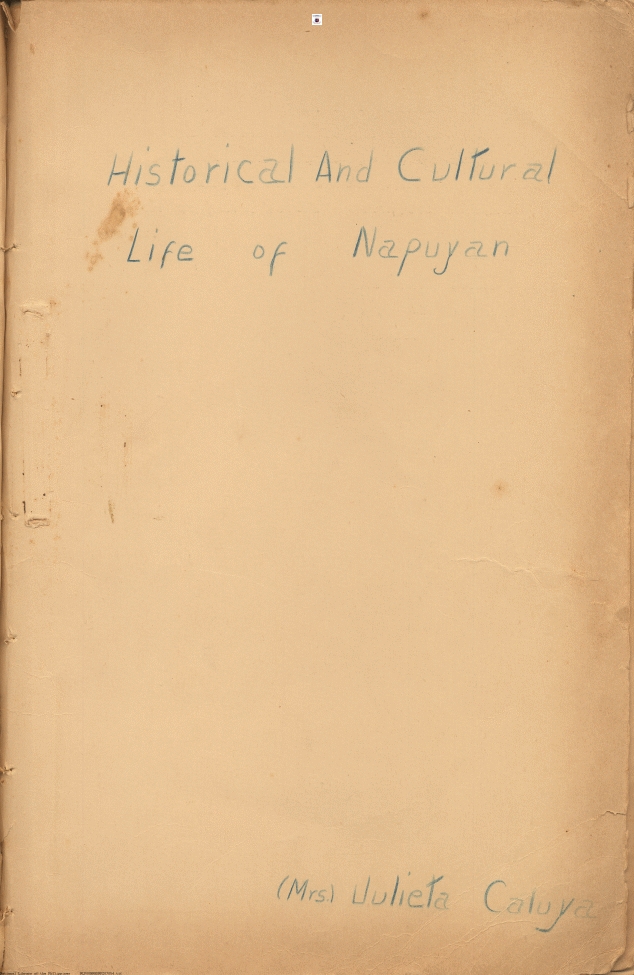 Historical And Cultural
Life of Napuyan
(Mrs.) Julieta Caluya